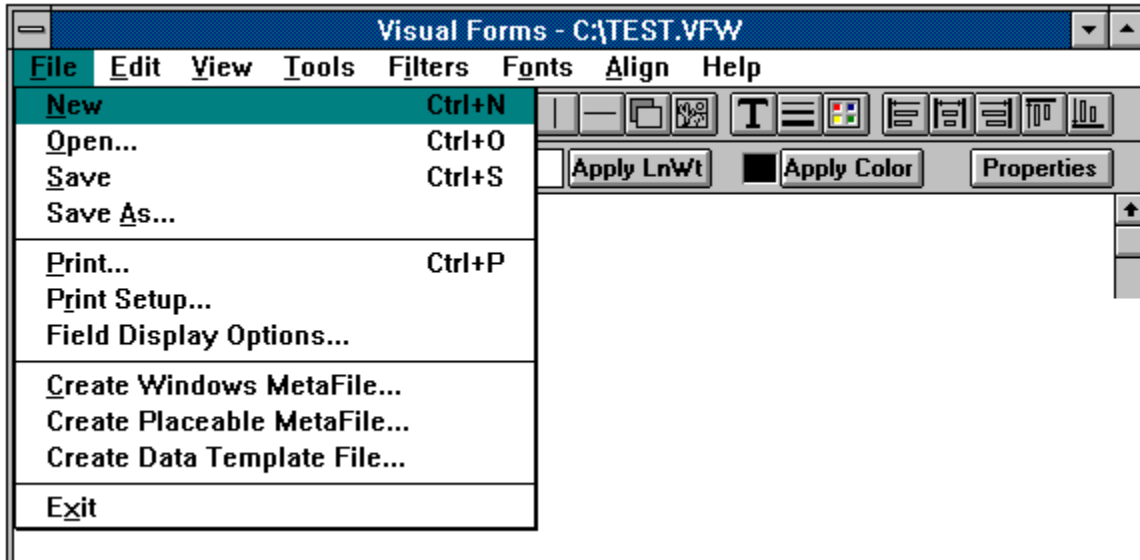 Visual Forms - C:\TEST.VFW
File Edit View Tools Filters Fonts Align Help
New Ctrl+N
T
Open... Ctrl+O
Save Ctrl+S
Apply LnWt Apply Color Properties
Save As...
Print... Ctrl+P
Print Setup...
Field Display Options...
Create Windows MetaFile...
Create Placeable MetaFile...
Create Data Template File...
Exit